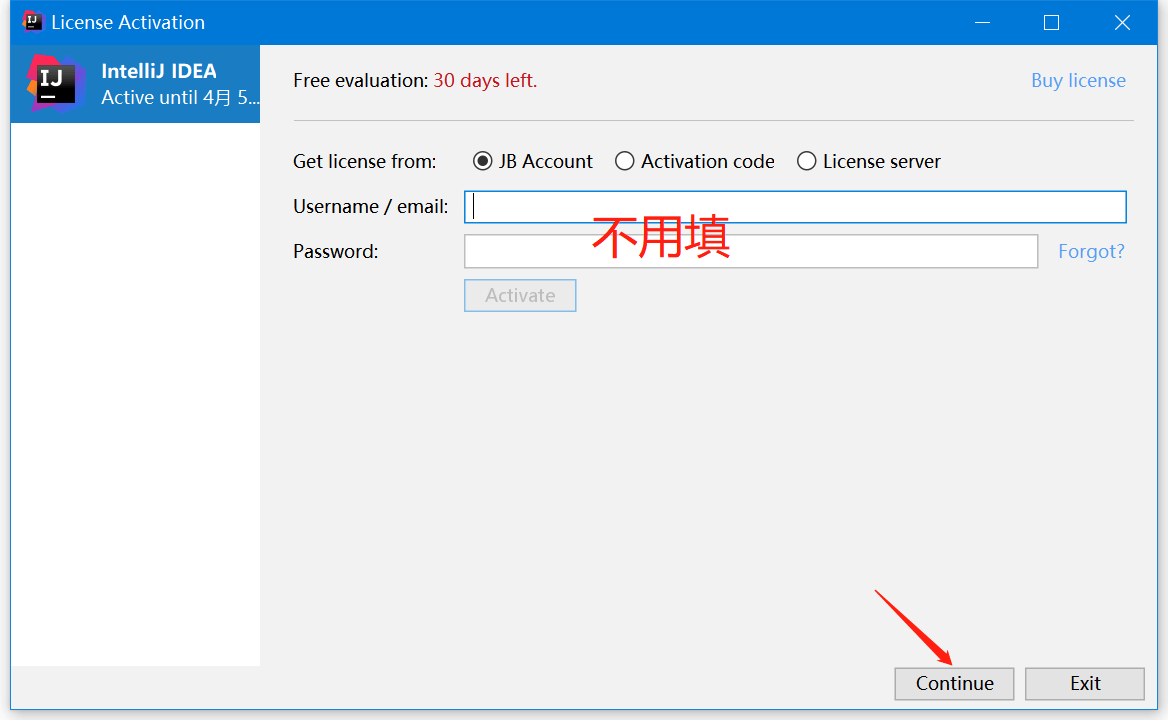 License Activation
IJ
IntelliJ IDEA
Active until 4月 5...
Free evaluation: 30 days left.
Buy license
Get license from: JB Account Activation code License server
Username / email:
不用填
Password:
Forgot?
Activate
Continue
Exit